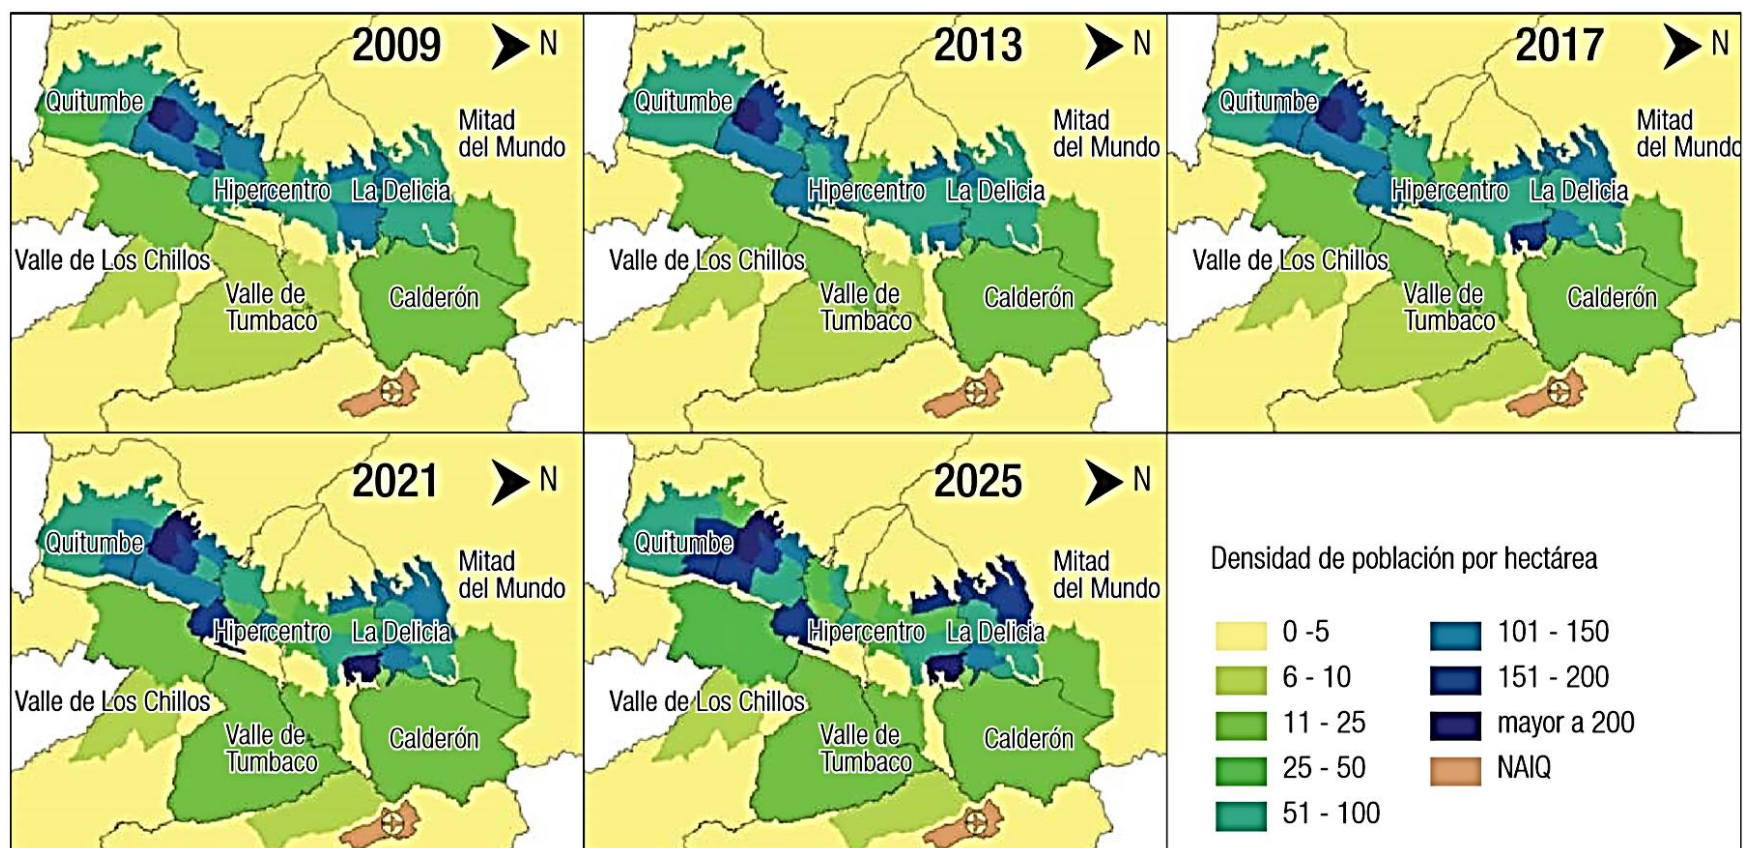 2009
N
Quitumbe
Mitad
del Mundo
Hipercentro
La Delicia
Valle de Los Chillos
Valle de
Tumbaco
Calderón
2013
N
Quitumbe
Mitad
del Mundo
Hipercentro
La Delicia
Valle de Los Chillos
Valle de
Tumbaco
Calderón
2017
N
Quitumbe
Mitad
del Mundo
Hipercentro
La Delicia
Valle de Los Chillos
Valle de
Tumbaco
Calderón
2021
N
Quitumbe
Mitad
del Mundo
Hipercentro
La Delicia
Valle de Los Chillos
Valle de
Tumbaco
Calderón
2025
N
Quitumbe
Mitad
del Mundo
Hipercentro
La Delicia
Valle de Los Chillos
Valle de
Tumbaco
Calderón
Densidad de población por hectárea
0 -5
6 - 10
11 - 25
25 - 50
51 - 100
101 - 150
151 - 200
mayor a 200
NAIQ